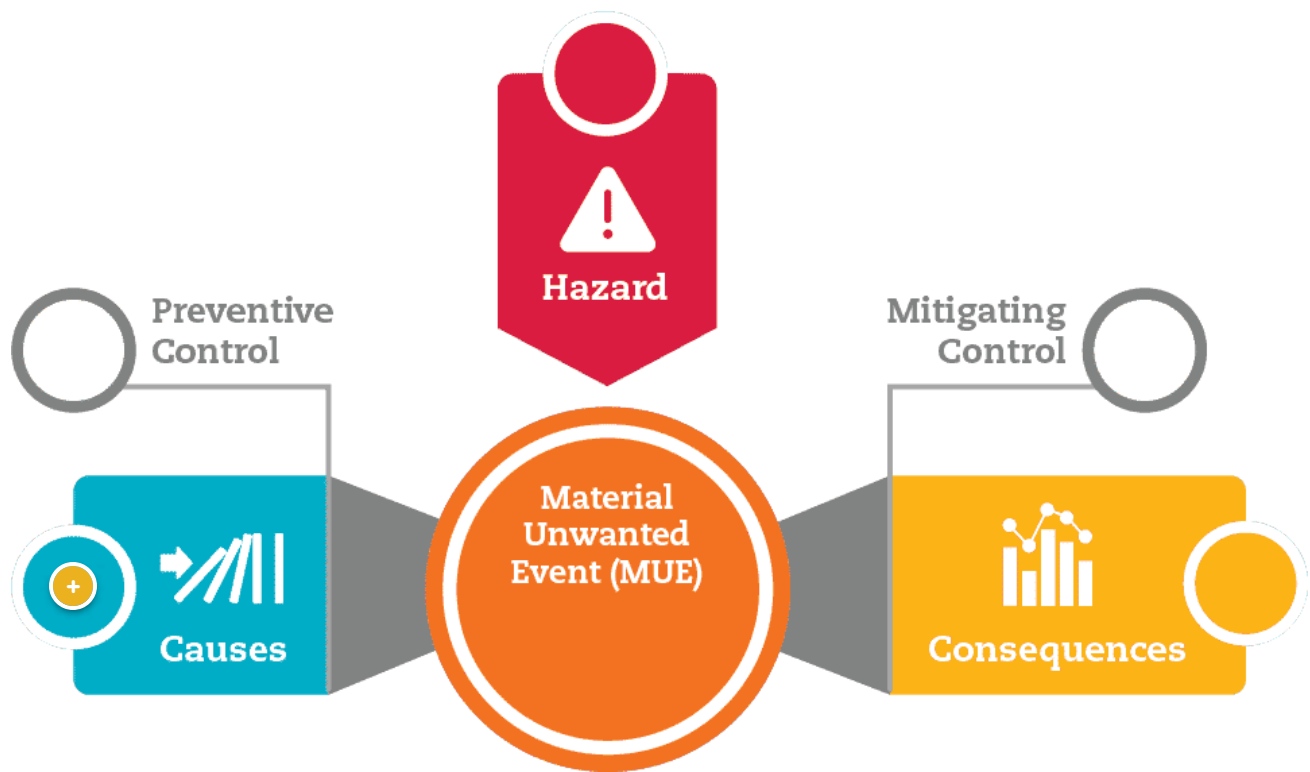 Hazard
Preventive
Control
Mitigating
Control
Material
Unwanted
Event (MUE)
+
Causes
Consequences